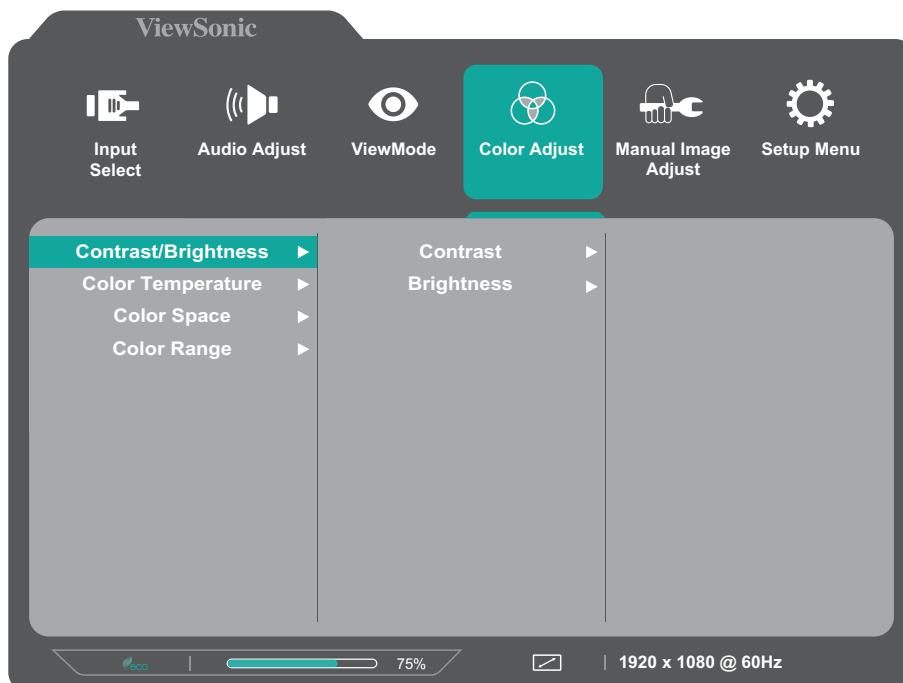 ViewSonic
Input
Select
Audio Adjust
ViewMode
Color Adjust
Manual Image
Adjust
Setup Menu
Contrast/Brightness
Color Temperature
Color Space
Color Range
Contrast
Brightness
eco
75%
1920 x 1080 @ 60Hz